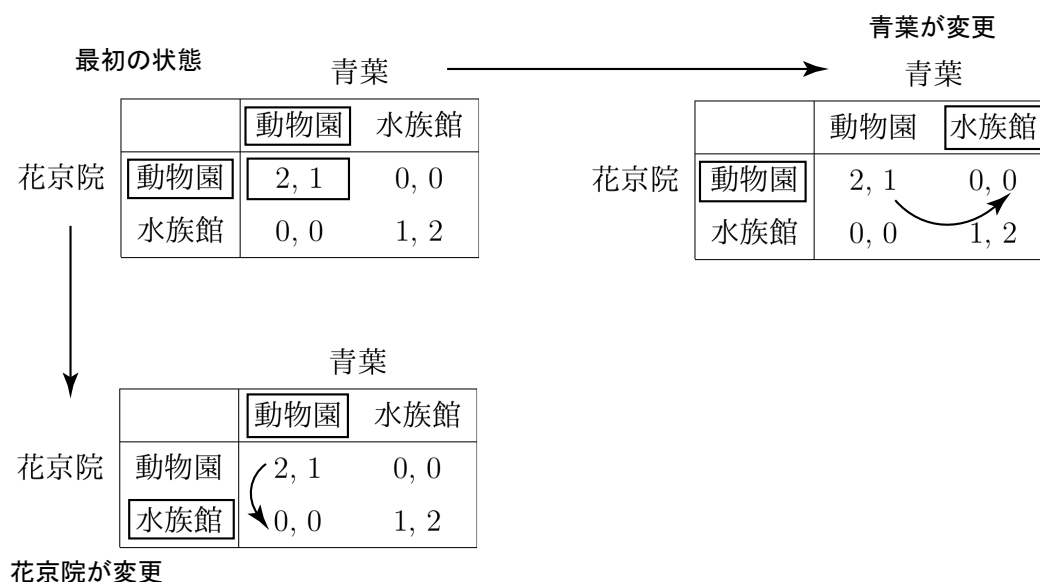 最初の状態
青葉
動物園 水族館
花京院 動物園 2, 1 0, 0
水族館 0, 0 1, 2
青葉が変更
青葉
動物園 水族館
花京院 動物園 2, 1 0, 0
水族館 0, 0 1, 2
青葉
動物園 水族館
花京院 動物園 2, 1 0, 0
水族館 0, 0 1, 2
花京院が変更